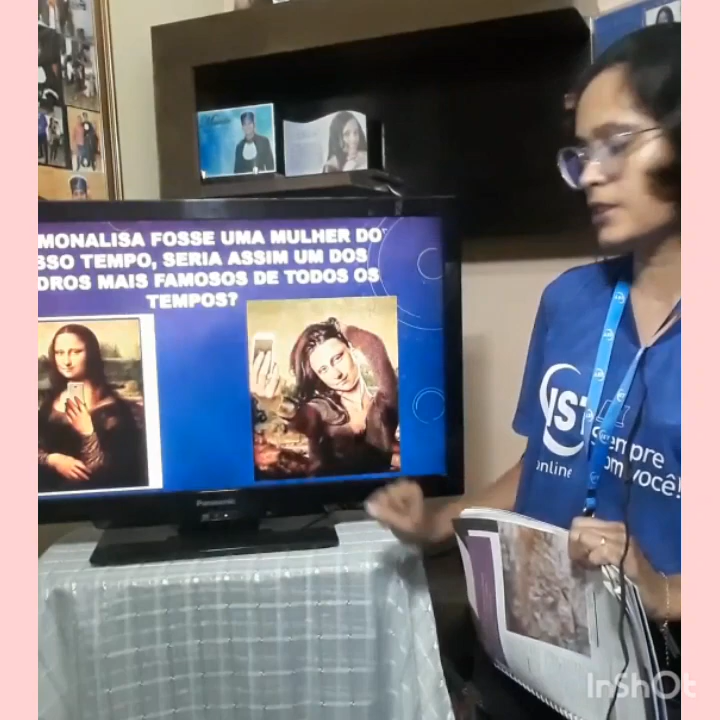 MONALISA FOSSE UMA MULHER DO
SSO TEMPO, SERIA ASSIM UM DOS
DROS MAIS FAMOSOS DE TODOS OS
TEMPOS?
Panasonic
online
sempre
om você!
InShOt